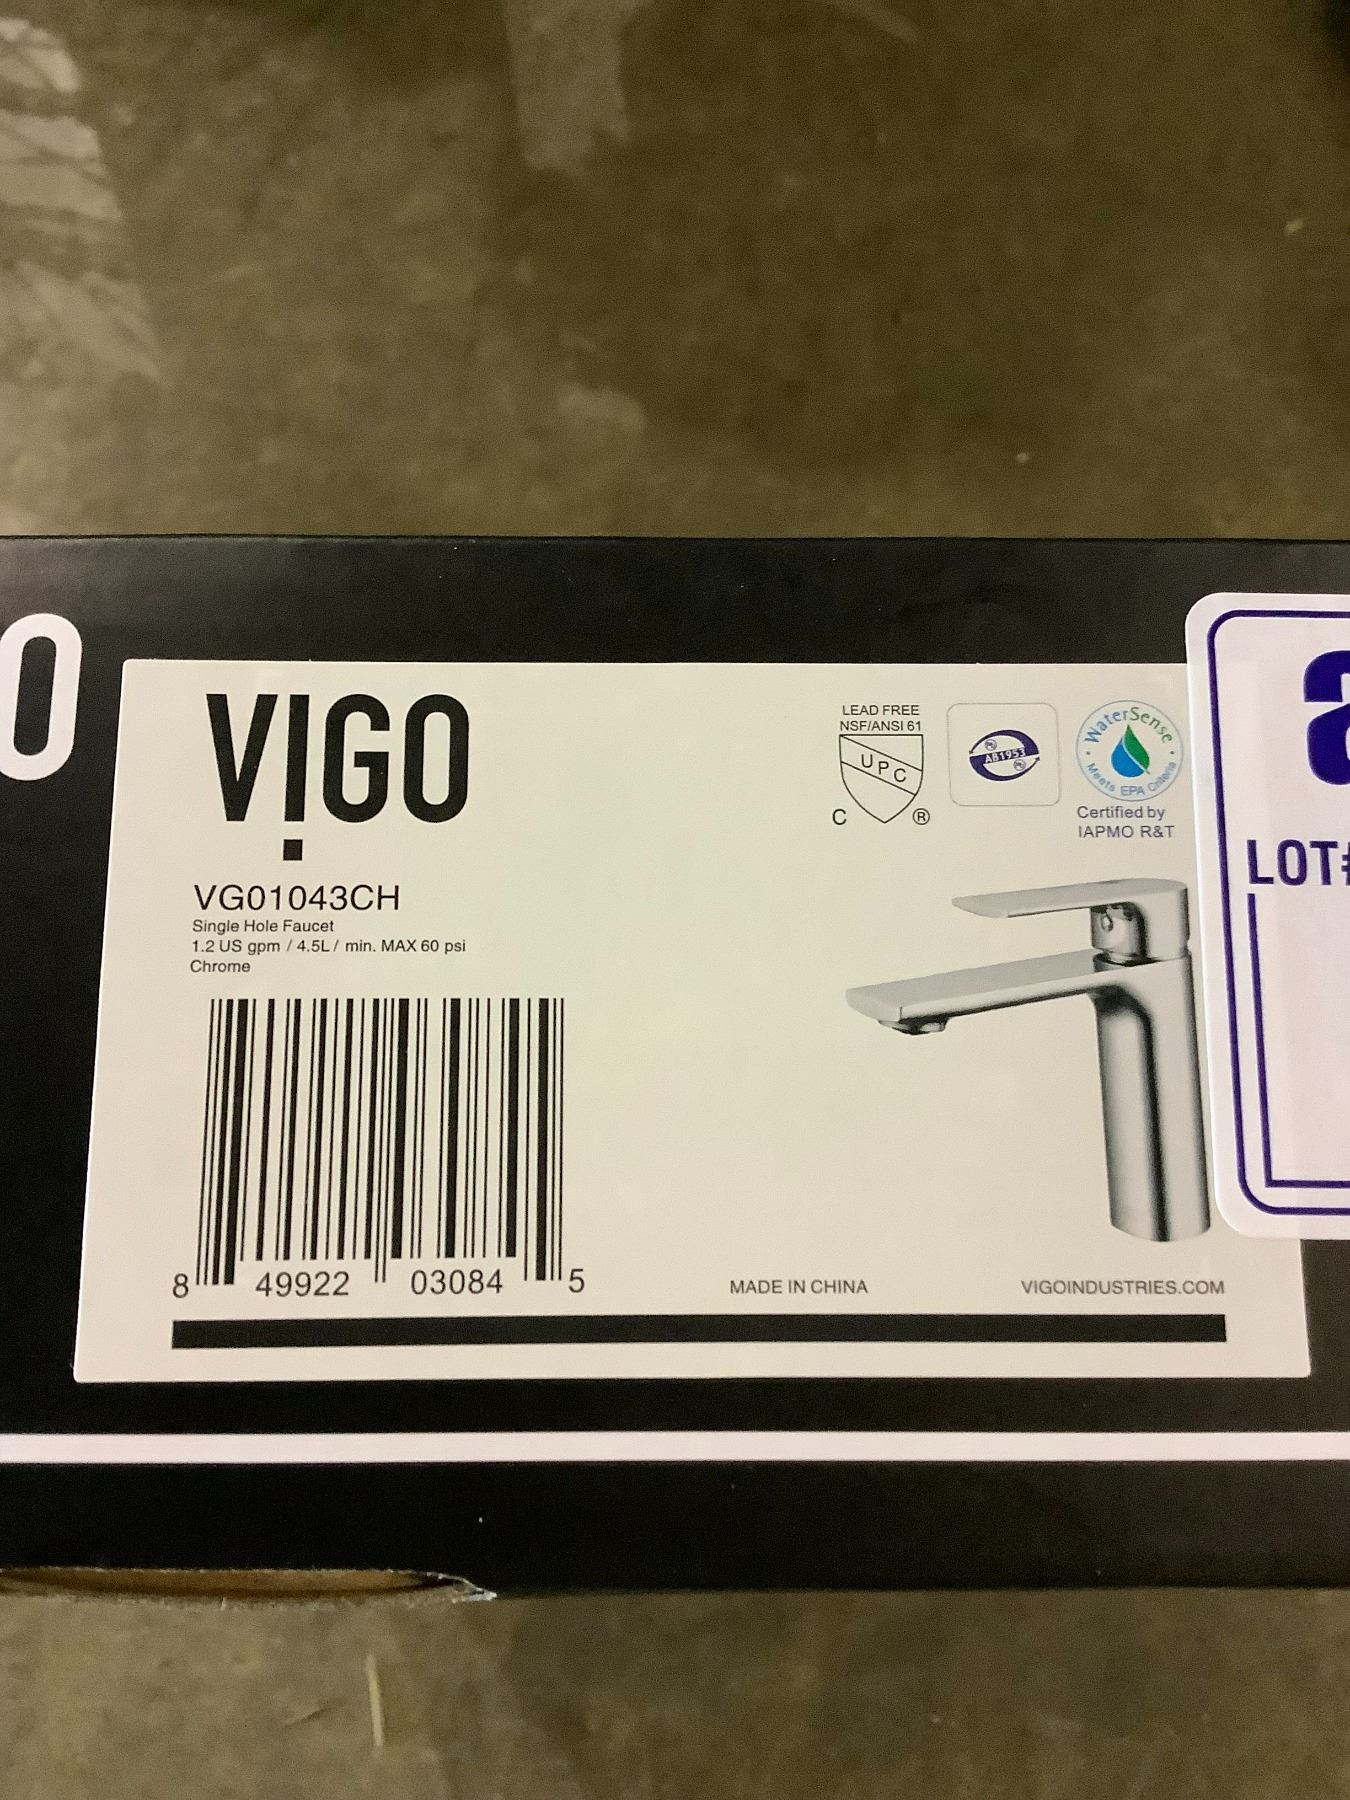 VIGO
VG01043CH
Single Hole Faucet
1.2 US gpm / 4.5L / min. MAX 60 psi
Chrome
8 49922 03084 5
LEAD FREE
NSF/ANSI 61
UPC
C ®
AB1953
WaterSense
Meets EPA Criteria
Certified by
IAPMO R&T
MADE IN CHINA
VIGOINDUSTRIES.COM
LOT#